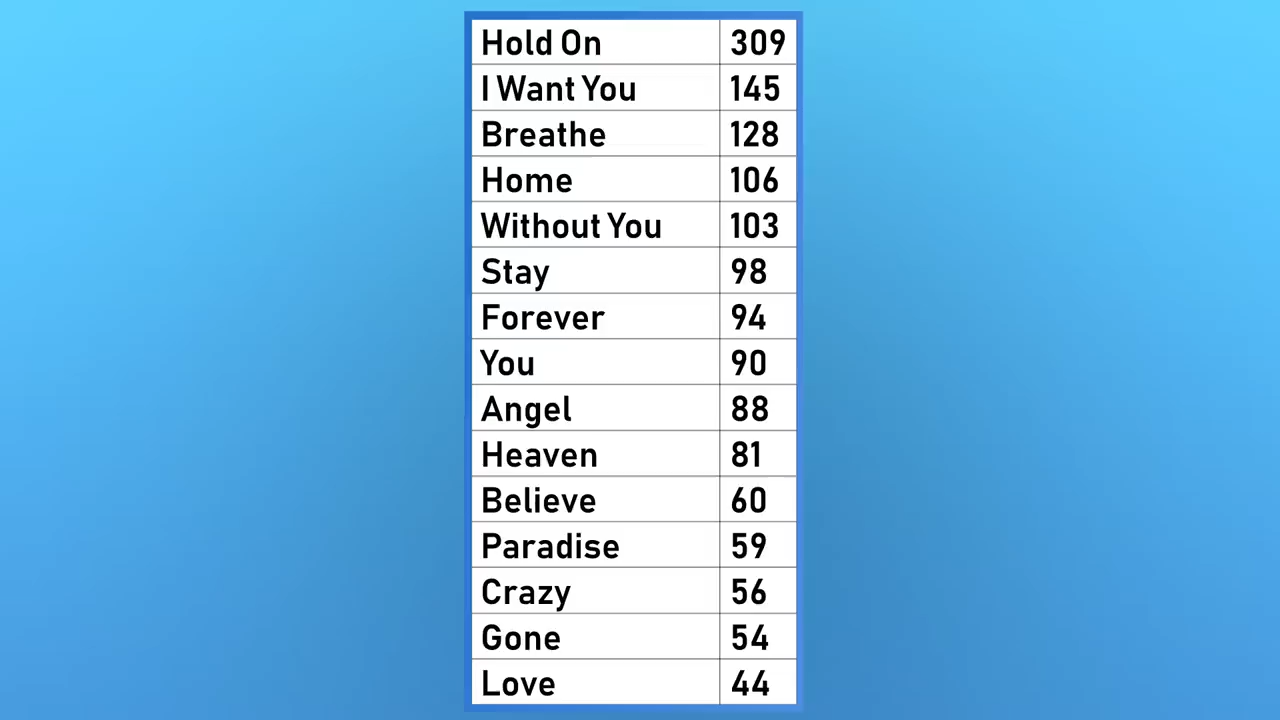 Hold On 309
I Want You 145
Breathe 128
Home 106
Without You 103
Stay 98
Forever 94
You 90
Angel 88
Heaven 81
Believe 60
Paradise 59
Crazy 56
Gone 54
Love 44